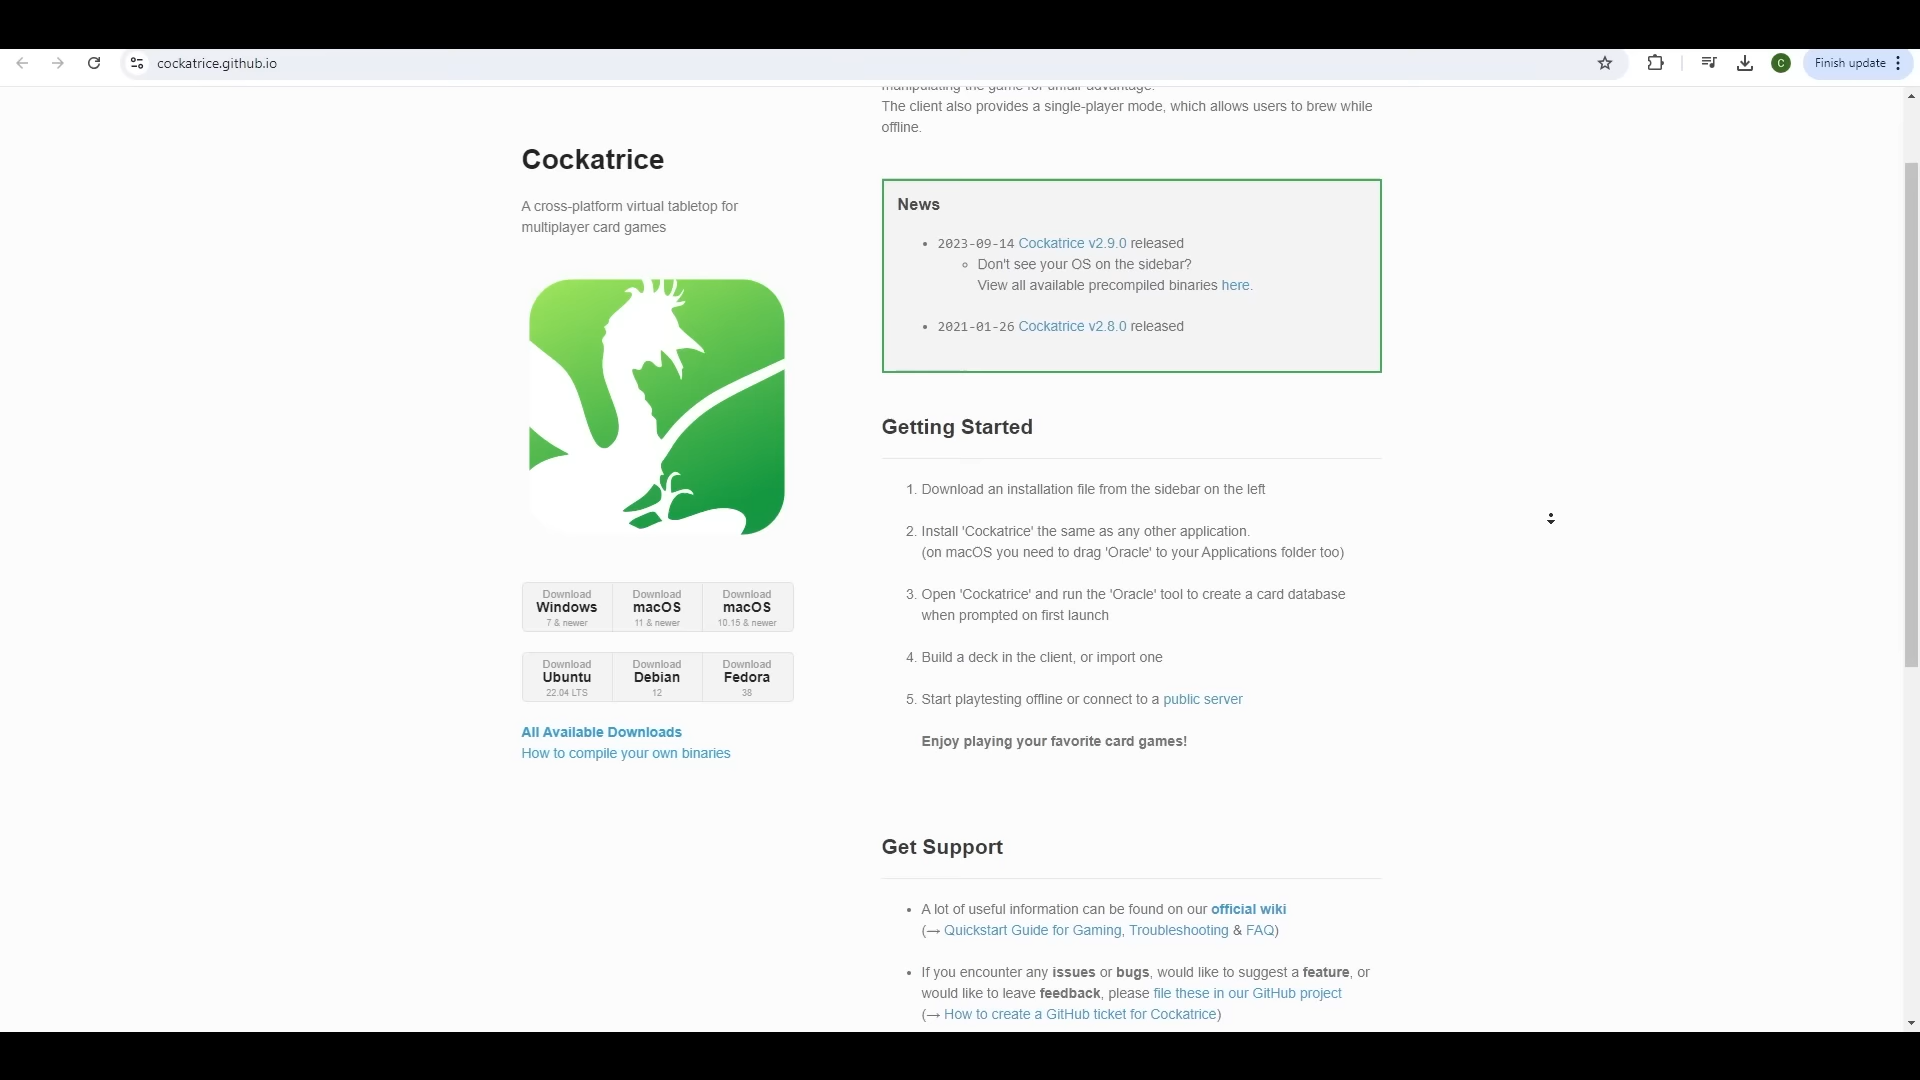 cockatrice.github.io
Finish update
manipulating the game for unfair advantage.
The client also provides a single-player mode, which allows users to brew while
offline.
Cockatrice
A cross-platform virtual tabletop for
multiplayer card games
Download
Windows
7 & newer
Download
macOS
11 & newer
Download
macOS
10.15 & newer
Download
Ubuntu
22.04 LTS
Download
Debian
12
Download
Fedora
38
All Available Downloads
How to compile your own binaries
News
• 2023-09-14 Cockatrice v2.9.0 released
Don't see your OS on the sidebar?
View all available precompiled binaries here.
• 2021-01-26 Cockatrice v2.8.0 released
Getting Started
1. Download an installation file from the sidebar on the left
2. Install 'Cockatrice' the same as any other application.
(on macOS you need to drag 'Oracle' to your Applications folder too)
3. Open 'Cockatrice' and run the 'Oracle' tool to create a card database
when prompted on first launch
4. Build a deck in the client, or import one
5. Start playtesting offline or connect to a public server
Enjoy playing your favorite card games!
Get Support
• A lot of useful information can be found on our official wiki
(→ Quickstart Guide for Gaming, Troubleshooting & FAQ)
• If you encounter any issues or bugs, would like to suggest a feature, or
would like to leave feedback, please file these in our GitHub project
(→ How to create a GitHub ticket for Cockatrice)
C